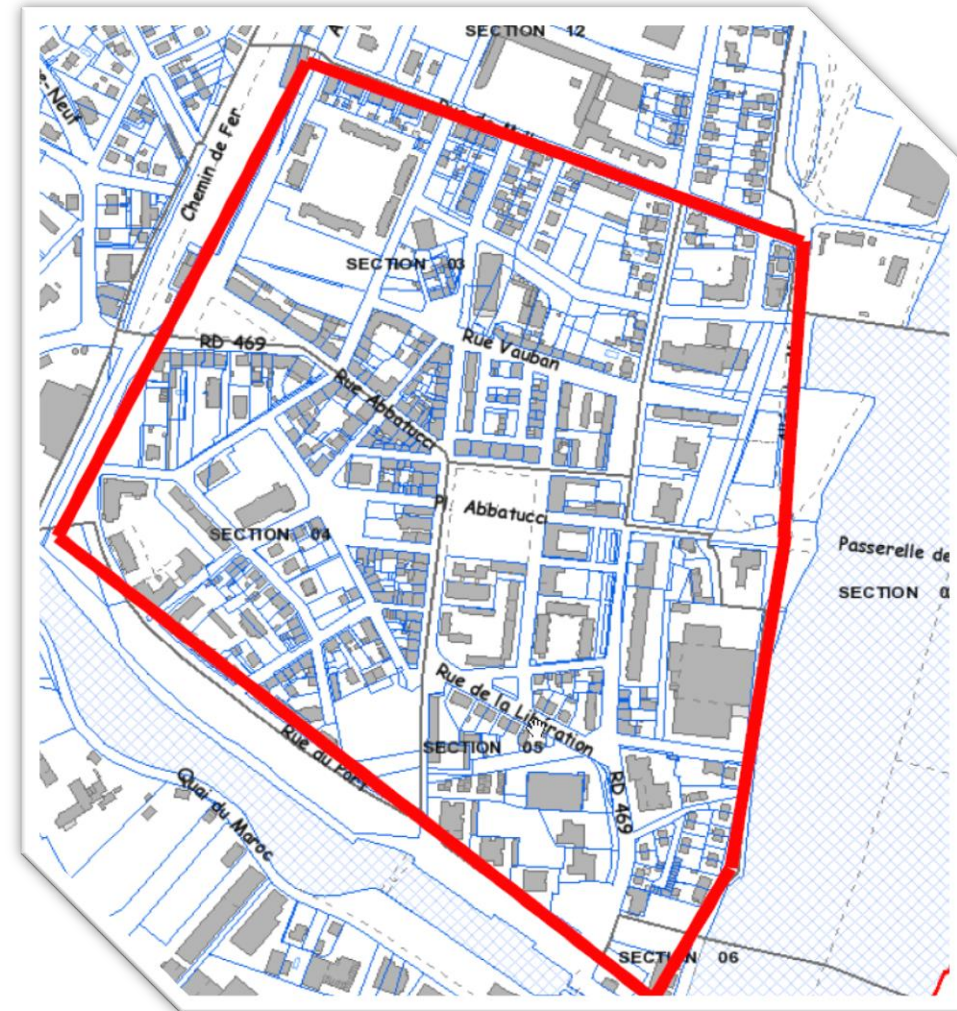 SECTION 12
Chemin de Fer
SECTION 03
RD 469
Rue Vauban
Rue Abbatucci
Pl Abbatucci
SECTION 04
Passerelle de
SECTION
Rue de la Libération
SECTION 05
Rue du Port
RD 469
Quai du Maroc
SECTION 06